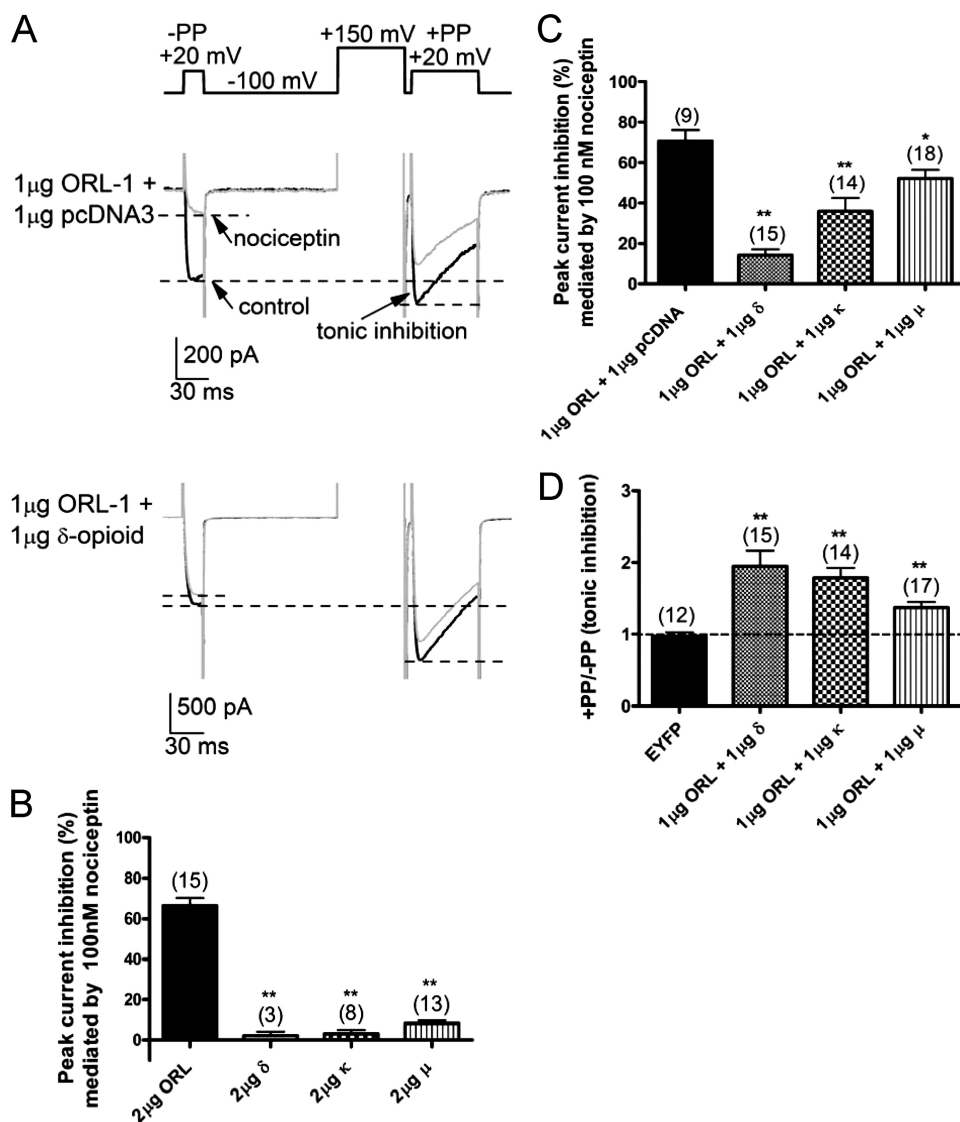 A
-PP
+20 mV
-100 mV
+150 mV
+PP
+20 mV
1μg ORL-1 +
1μg pcDNA3
nociceptin
control
tonic inhibition
200 pA
30 ms
1μg ORL-1 +
1μg δ-opioid
500 pA
30 ms
B
Peak current inhibition (%)
mediated by 100nM nociceptin
100
80
60
40
20
0
(15)
**
(3)
**
(8)
**
(13)
2μg ORL
2μg δ
2μg κ
2μg μ
C
Peak current inhibition (%)
mediated by 100 nM nociceptin
100
80
60
40
20
0
(9)
**
(15)
**
(14)
*
(18)
1μg ORL + 1μg pCDNA
1μg ORL + 1μg δ
1μg ORL + 1μg κ
1μg ORL + 1μg μ
D
+PP/-PP (tonic inhibition)
3
2
1
0
(12)
**
(15)
**
(14)
**
(17)
EYFP
1μg ORL + 1μg δ
1μg ORL + 1μg κ
1μg ORL + 1μg μ